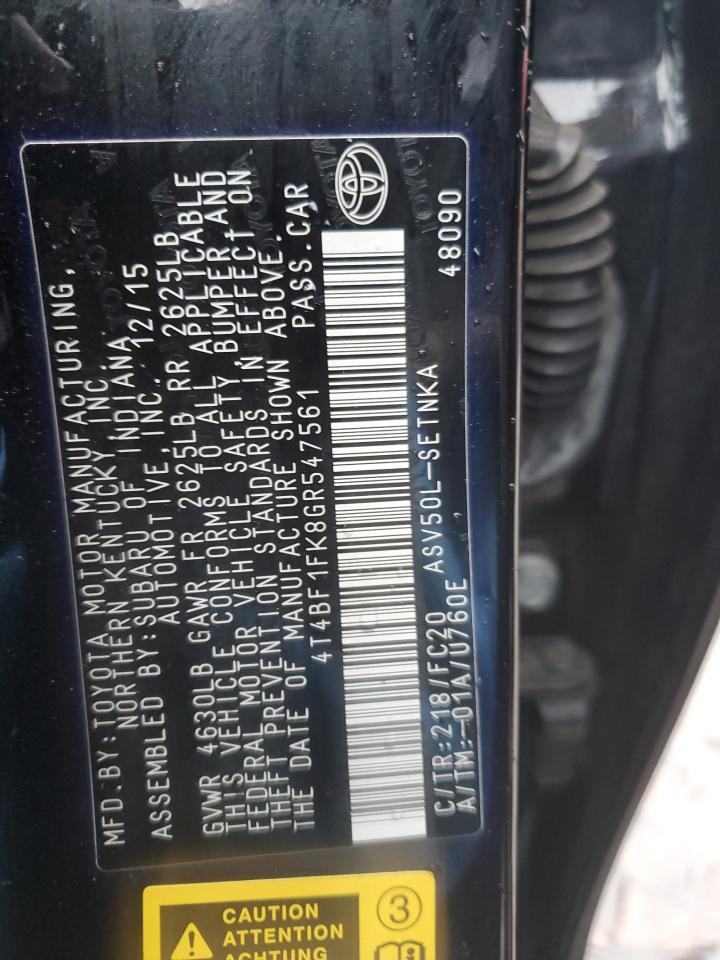 MFD.BY:TOYOTA MOTOR MANUFACTURING,
NORTHERN KENTUCKY INC.
ASSEMBLED BY:SUBARU OF INDIANA
AUTOMOTIVE,INC. 12/15
GVWR 4630LB GAWR FR 2625LB RR 2625LB
THIS VEHICLE CONFORMS TO ALL APPLICABLE
FEDERAL MOTOR VEHICLE SAFETY BUMPER AND
THEFT PREVENTION STANDARDS IN EFFECT ON
THE DATE OF MANUFACTURE SHOWN ABOVE.
4T4BF1FK8GR547561 PASS.CAR
C/TR:218/FC20 ASV50L-SETNKA 48090
A/TM:-01A/U760E
CAUTION
ATTENTION
ACHTUNG
3